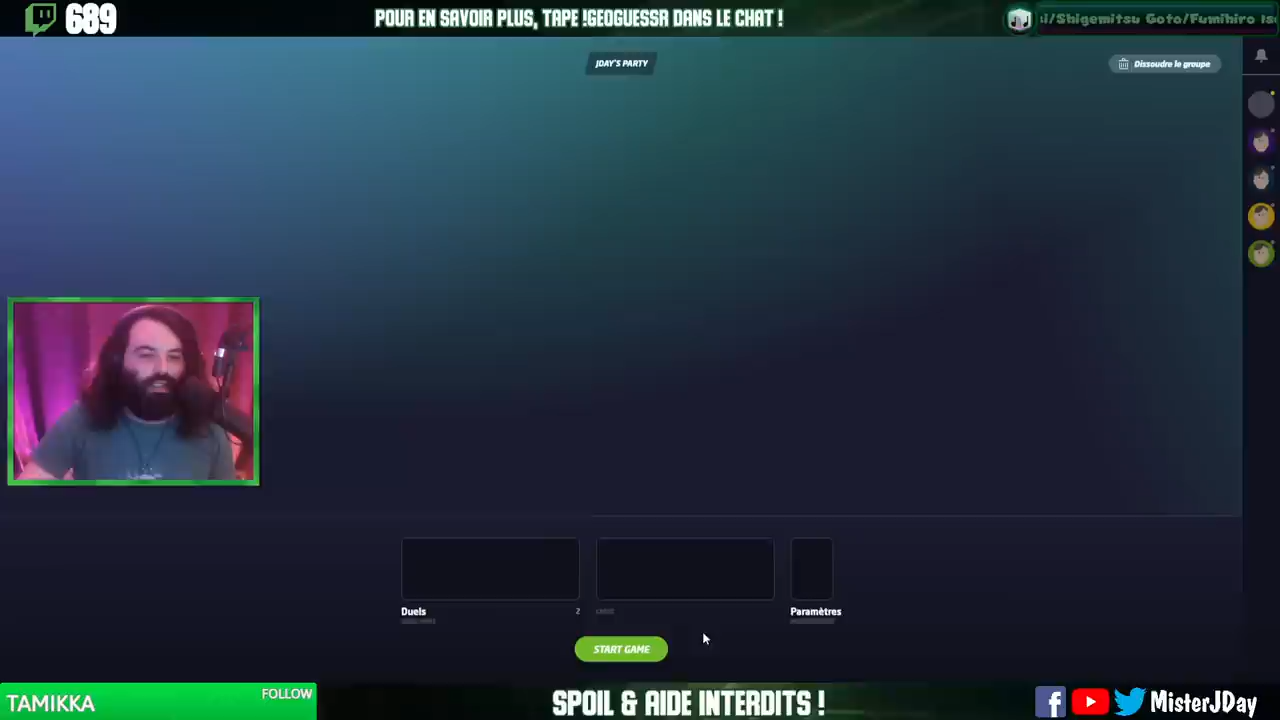 689
POUR EN SAVOIR PLUS, TAPE !GEOGUESSR DANS LE CHAT !
i/Shigemitsu Goto/Fumihiro Is
JDAY'S PARTY
Dissoudre le groupe
Duels
2
Paramètres
START GAME
TAMIKKA
FOLLOW
SPOIL & AIDE INTERDITS !
MisterJDay